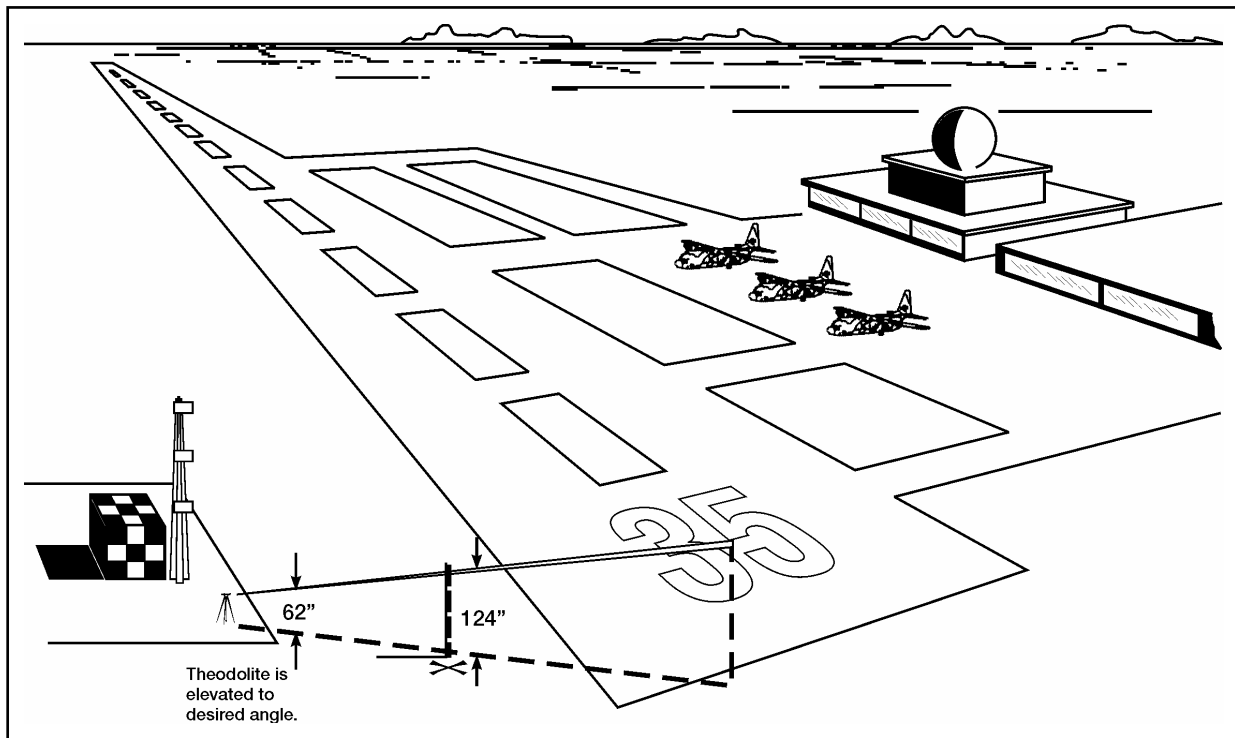 35
62”
124”
Theodolite is
elevated to
desired angle.